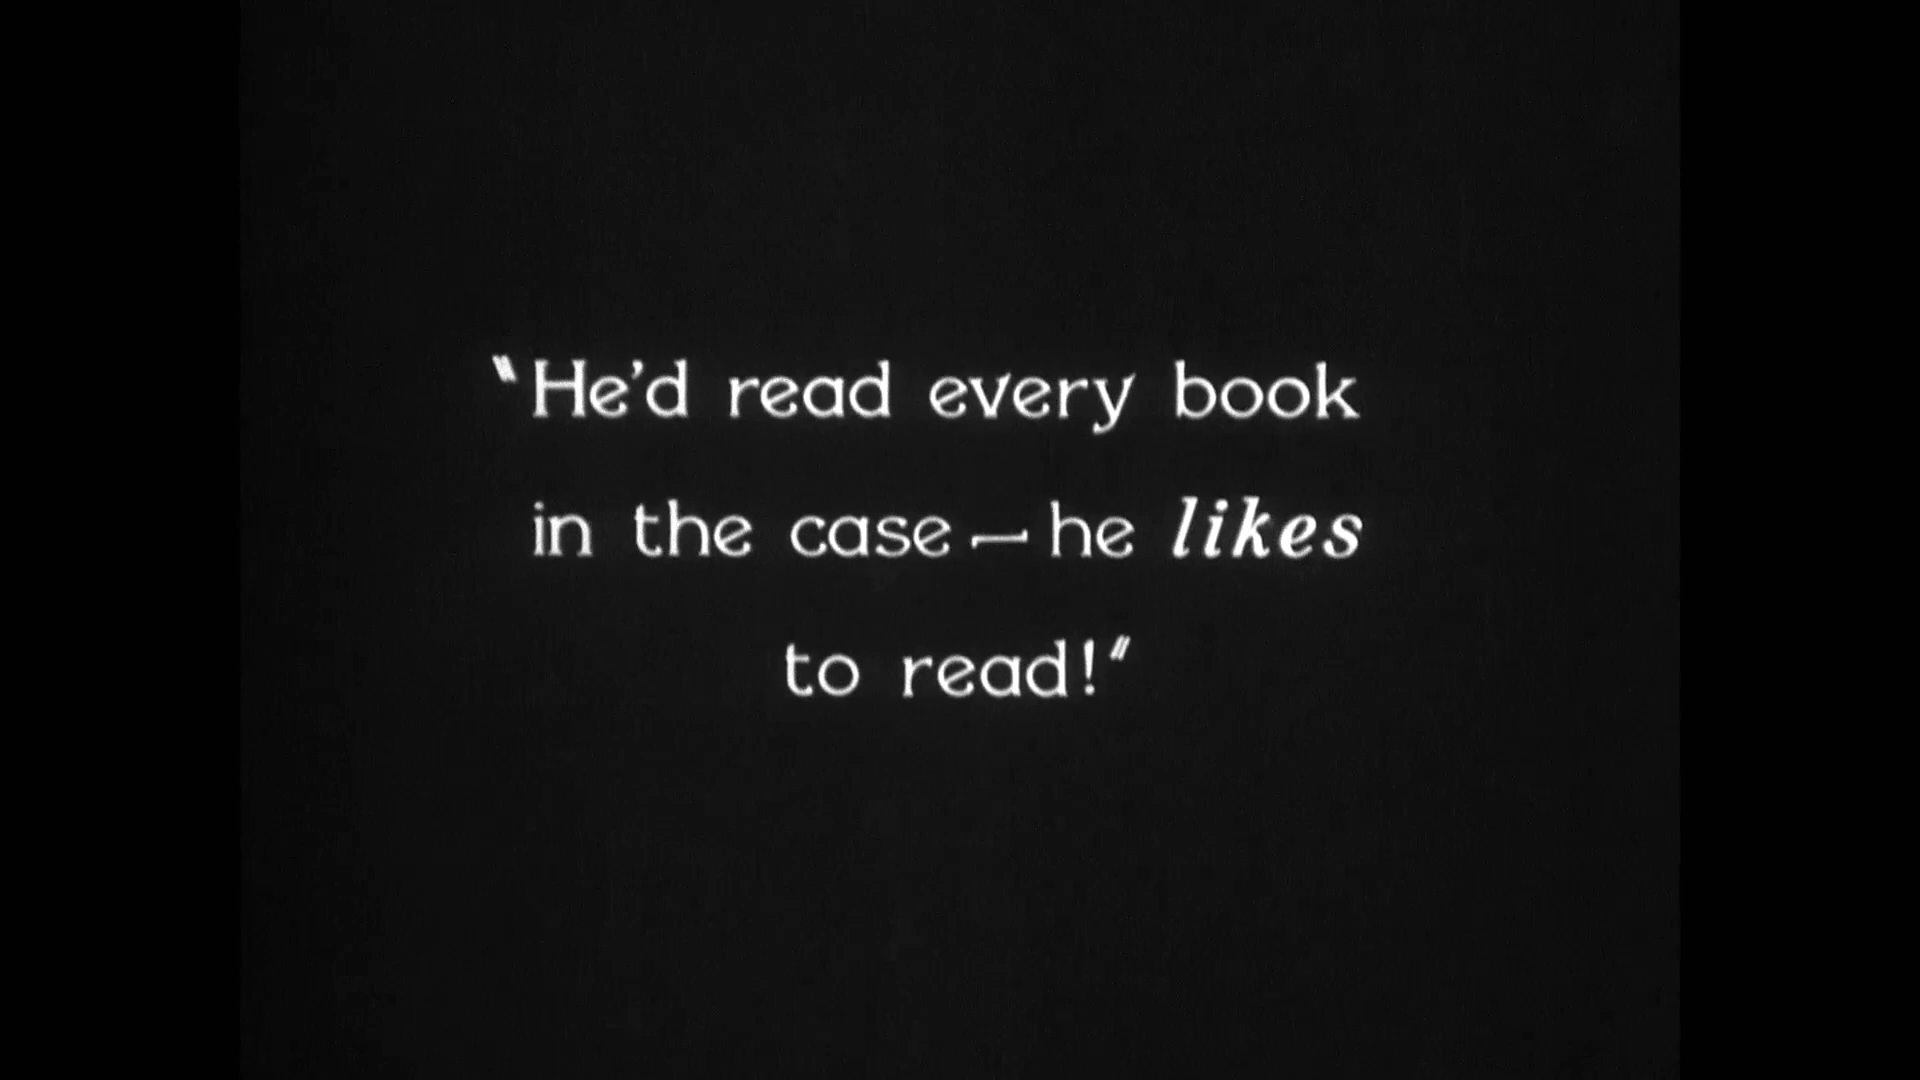 "He'd read every book
in the case — he likes
to read!"